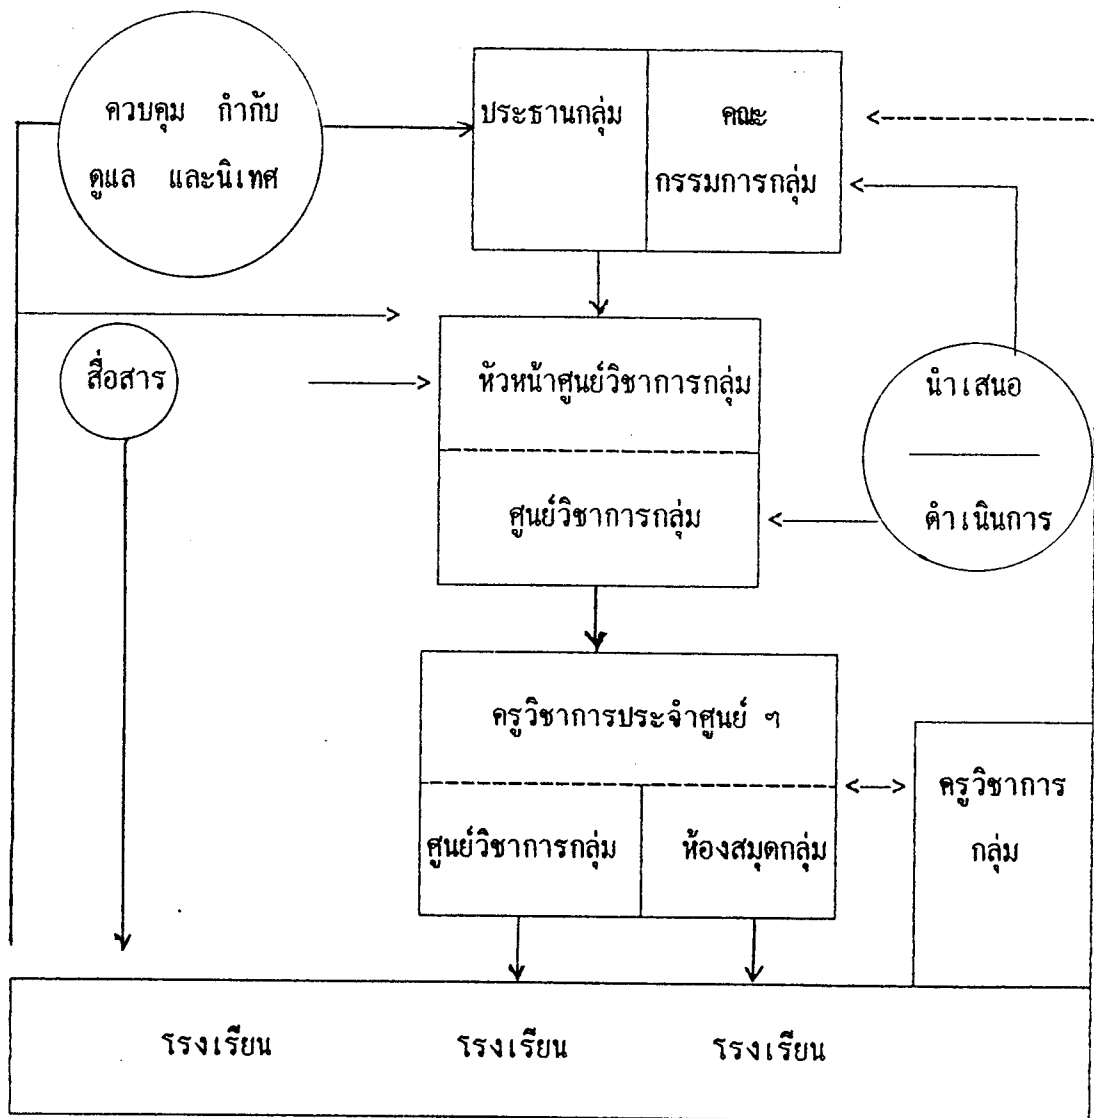 ควบคุม กำกับ
ดูแล และนิเทศ
ประธานกลุ่ม
คณะ
กรรมการกลุ่ม
สื่อสาร
หัวหน้าศูนย์วิชาการกลุ่ม
ศูนย์วิชาการกลุ่ม
นำเสนอ
ดำเนินการ
ครูวิชาการประจำศูนย์ ฯ
ศูนย์วิชาการกลุ่ม
ห้องสมุดกลุ่ม
ครูวิชาการ
กลุ่ม
โรงเรียน โรงเรียน โรงเรียน